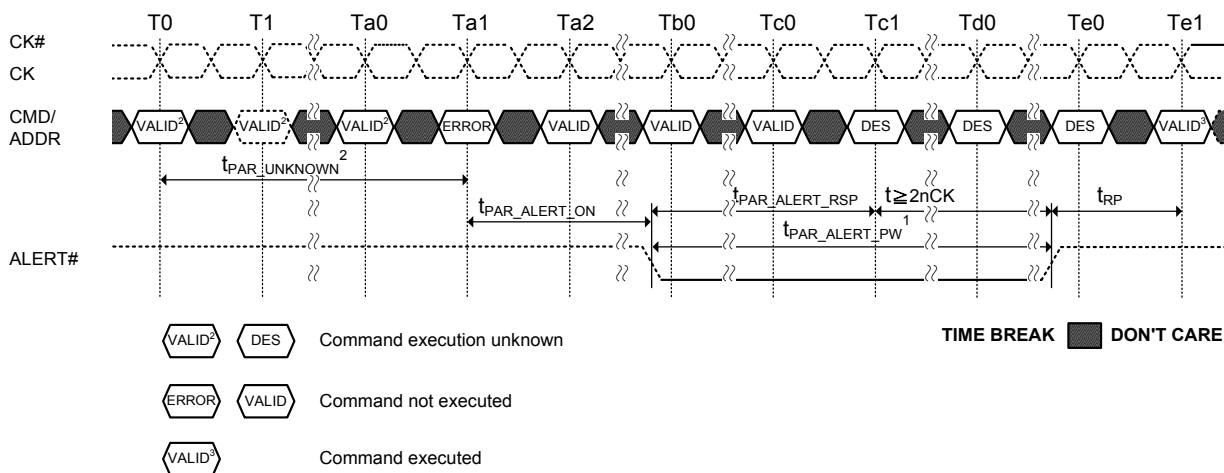 T0 T1 Ta0 Ta1 Ta2 Tb0 Tc0 Tc1 Td0 Te0 Te1
CK#
CK
CMD/
ADDR
VALID² VALID² VALID² ERROR VALID VALID VALID DES DES DES VALID³
tPAR_UNKNOWN²
tPAR_ALERT_ON
tPAR_ALERT_RSP t≧2nCK tRP
tPAR_ALERT_PW¹
ALERT#
VALID² DES Command execution unknown
TIME BREAK DON'T CARE
ERROR VALID Command not executed
VALID³ Command executed